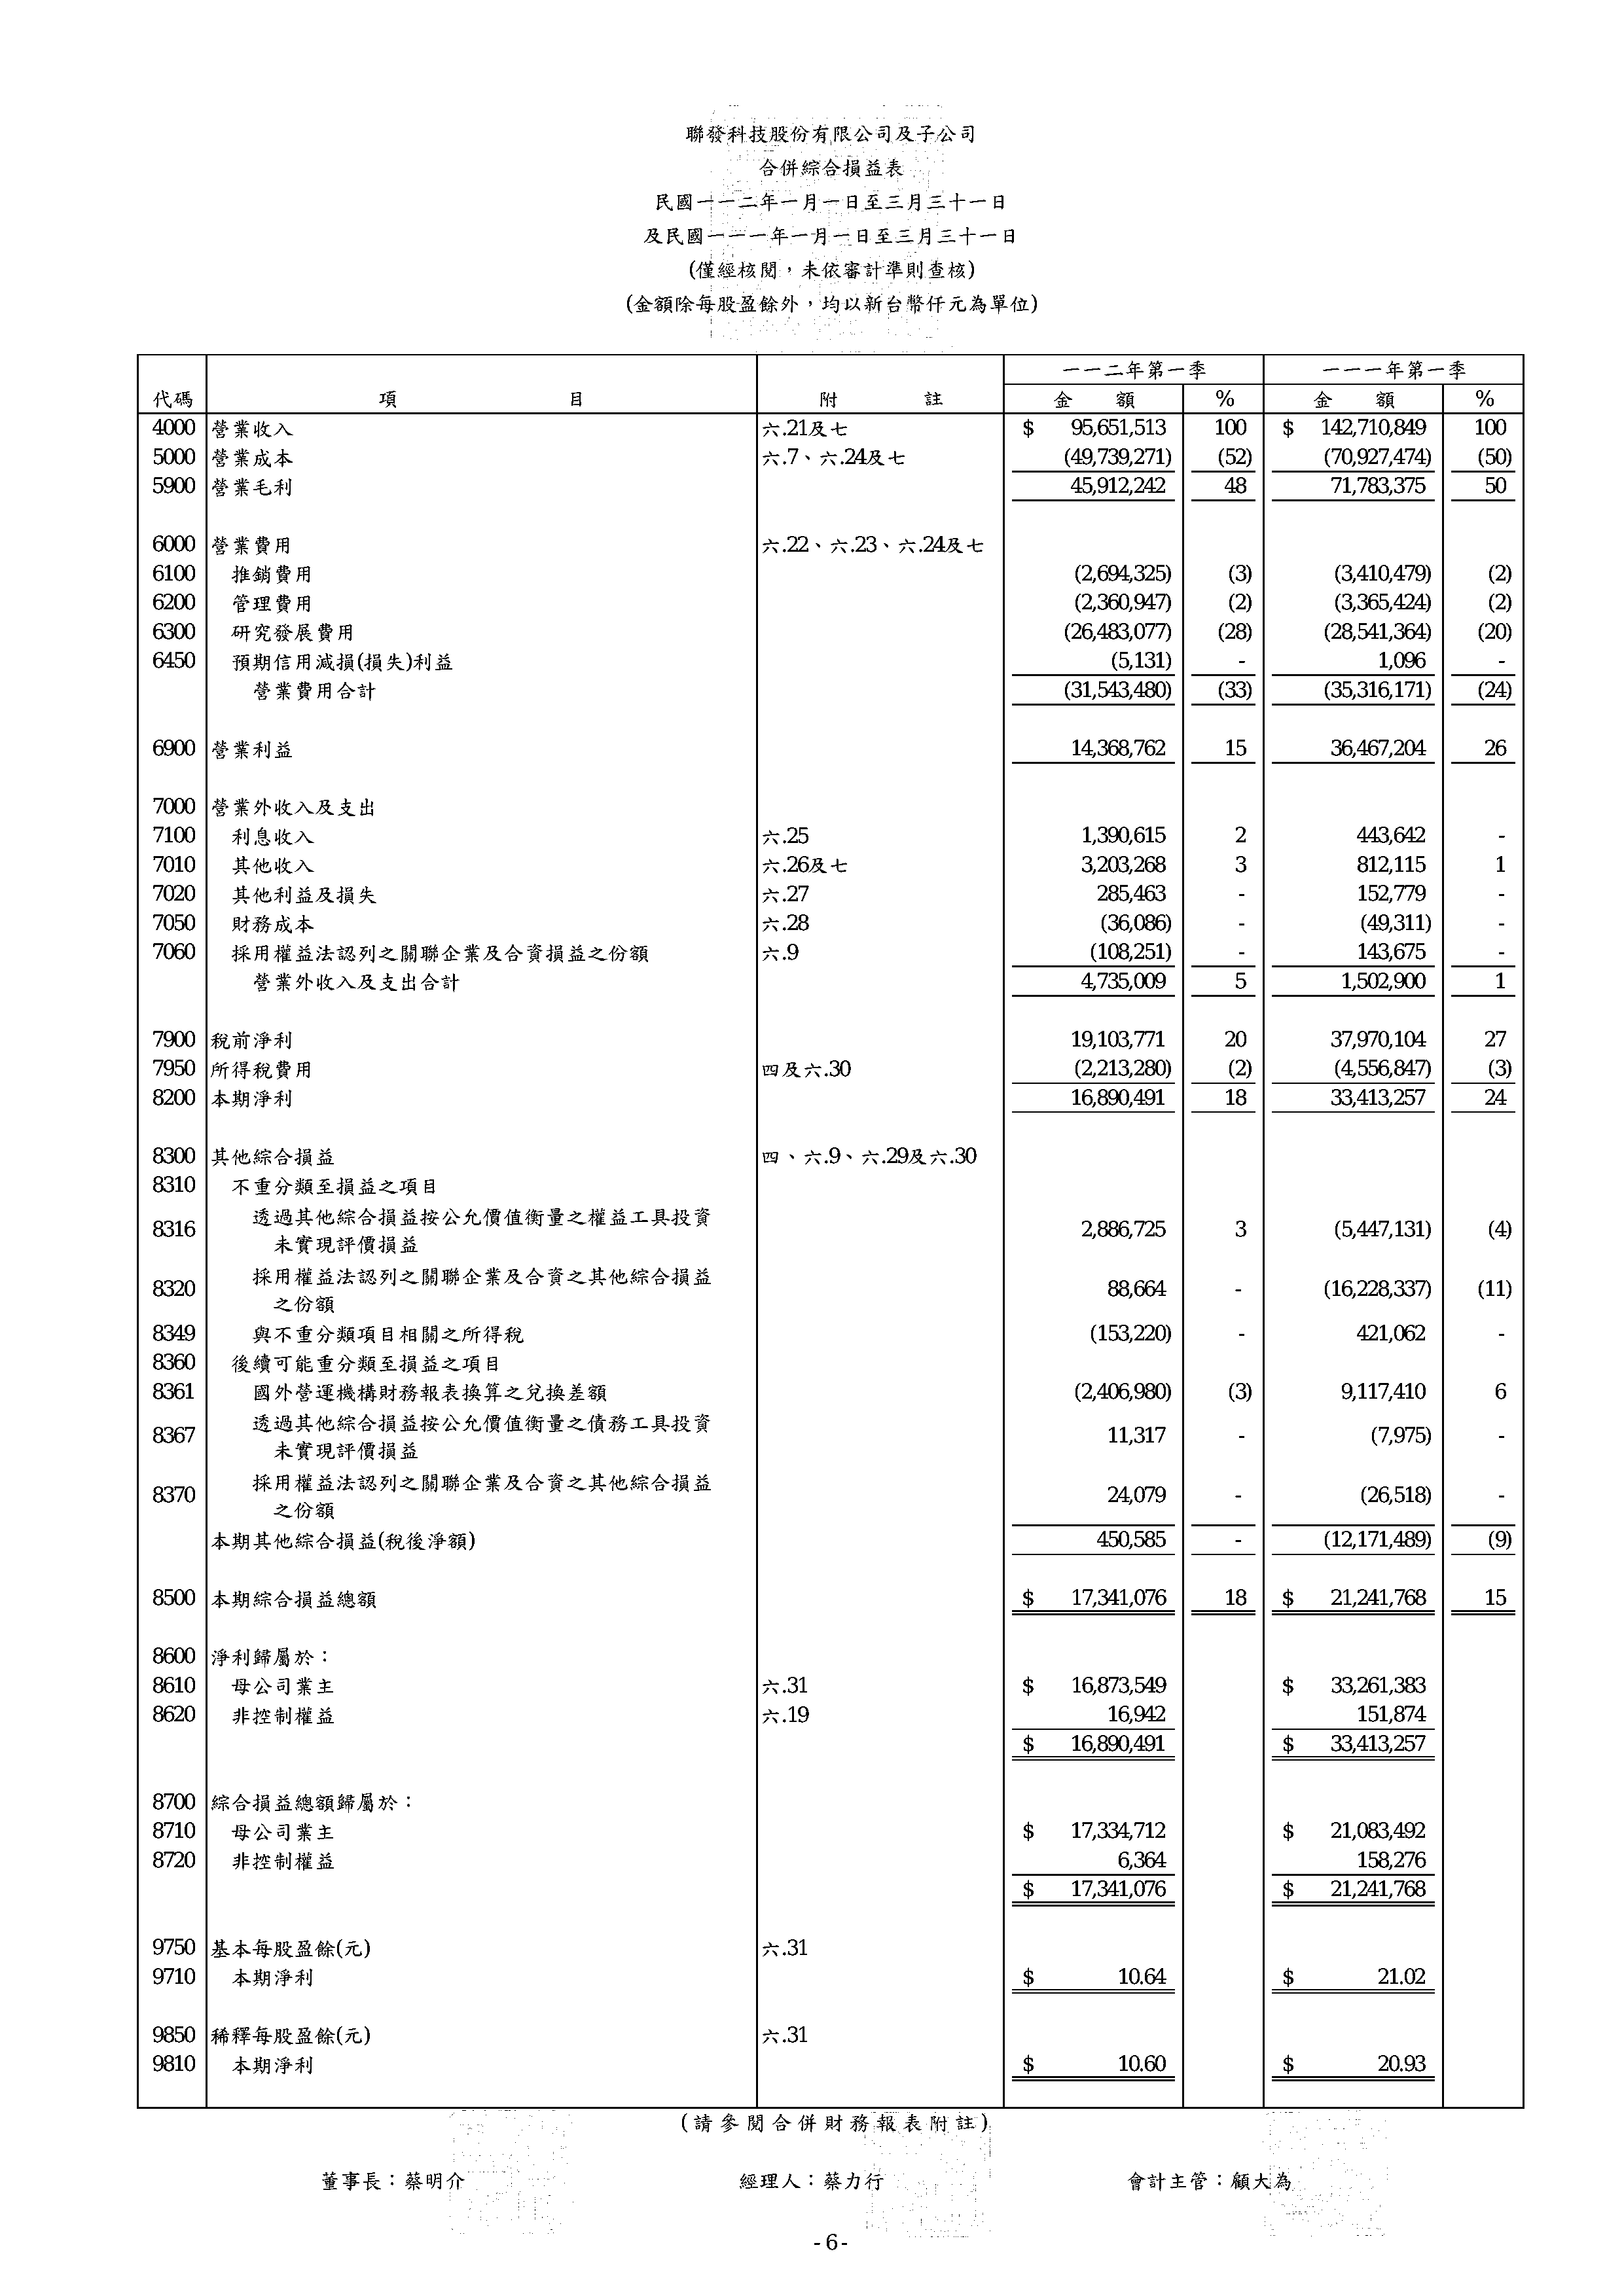 聯發科技股份有限公司及子公司
合併綜合損益表
民國一一二年一月一日至三月三十一日
及民國一一一年一月一日至三月三十一日
(僅經核閱，未依審計準則查核)
(金額除每股盈餘外，均以新台幣仟元為單位)
一一二年第一季 一一一年第一季
代碼 項 目 附 註 金 額 % 金 額 %
4000 營業收入 六.21及七 $ 95,651,513 100 $ 142,710,849 100
5000 營業成本 六.7、六.24及七 (49,739,271) (52) (70,927,474) (50)
5900 營業毛利 45,912,242 48 71,783,375 50
6000 營業費用 六.22、六.23、六.24及七
6100 推銷費用 (2,694,325) (3) (3,410,479) (2)
6200 管理費用 (2,360,947) (2) (3,365,424) (2)
6300 研究發展費用 (26,483,077) (28) (28,541,364) (20)
6450 預期信用減損(損失)利益 (5,131) - 1,096 -
營業費用合計 (31,543,480) (33) (35,316,171) (24)
6900 營業利益 14,368,762 15 36,467,204 26
7000 營業外收入及支出
7100 利息收入 六.25 1,390,615 2 443,642 -
7010 其他收入 六.26及七 3,203,268 3 812,115 1
7020 其他利益及損失 六.27 285,463 - 152,779 -
7050 財務成本 六.28 (36,086) - (49,311) -
7060 採用權益法認列之關聯企業及合資損益之份額 六.9 (108,251) - 143,675 -
營業外收入及支出合計 4,735,009 5 1,502,900 1
7900 稅前淨利 19,103,771 20 37,970,104 27
7950 所得稅費用 四及六.30 (2,213,280) (2) (4,556,847) (3)
8200 本期淨利 16,890,491 18 33,413,257 24
8300 其他綜合損益 四、六.9、六.29及六.30
8310 不重分類至損益之項目
8316 透過其他綜合損益按公允價值衡量之權益工具投資 2,886,725 3 (5,447,131) (4)
未實現評價損益
8320 採用權益法認列之關聯企業及合資之其他綜合損益 88,664 - (16,228,337) (11)
之份額
8349 與不重分類項目相關之所得稅 (153,220) - 421,062 -
8360 後續可能重分類至損益之項目
8361 國外營運機構財務報表換算之兌換差額 (2,406,980) (3) 9,117,410 6
8367 透過其他綜合損益按公允價值衡量之債務工具投資 11,317 - (7,975) -
未實現評價損益
8370 採用權益法認列之關聯企業及合資之其他綜合損益 24,079 - (26,518) -
之份額
本期其他綜合損益(稅後淨額) 450,585 - (12,171,489) (9)
8500 本期綜合損益總額 $ 17,341,076 18 $ 21,241,768 15
8600 淨利歸屬於：
8610 母公司業主 六.31 $ 16,873,549 $ 33,261,383
8620 非控制權益 六.19 16,942 151,874
$ 16,890,491 $ 33,413,257
8700 綜合損益總額歸屬於：
8710 母公司業主 $ 17,334,712 $ 21,083,492
8720 非控制權益 6,364 158,276
$ 17,341,076 $ 21,241,768
9750 基本每股盈餘(元) 六.31
9710 本期淨利 $ 10.64 $ 21.02
9850 稀釋每股盈餘(元) 六.31
9810 本期淨利 $ 10.60 $ 20.93
(請參閱合併財務報表附註)
董事長：蔡明介 經理人：蔡力行 會計主管：顧大為
-6-